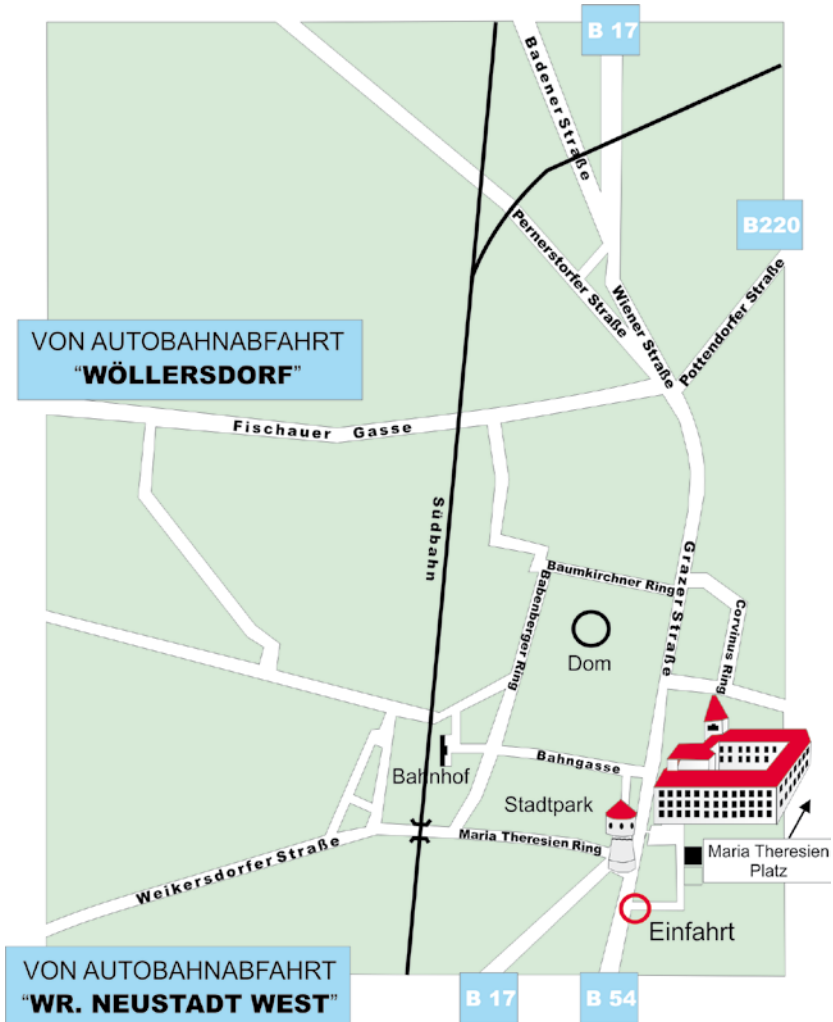 B 17
Badener Straße
B220
Pernerstorfer Straße
Wiener Straße
Pottendorfer Straße
VON AUTOBAHNABFAHRT
“WÖLLERSDORF”
Fischauer Gasse
Südbahn
Grazer Straße
Baumkirchner Ring
Babenberger Ring
Corvinus Ring
Dom
Bahngasse
Bahnhof
Stadtpark
Maria Theresien Ring
Maria Theresien
Platz
Weikersdorfer Straße
Einfahrt
VON AUTOBAHNABFAHRT
“WR. NEUSTADT WEST”
B 17
B 54